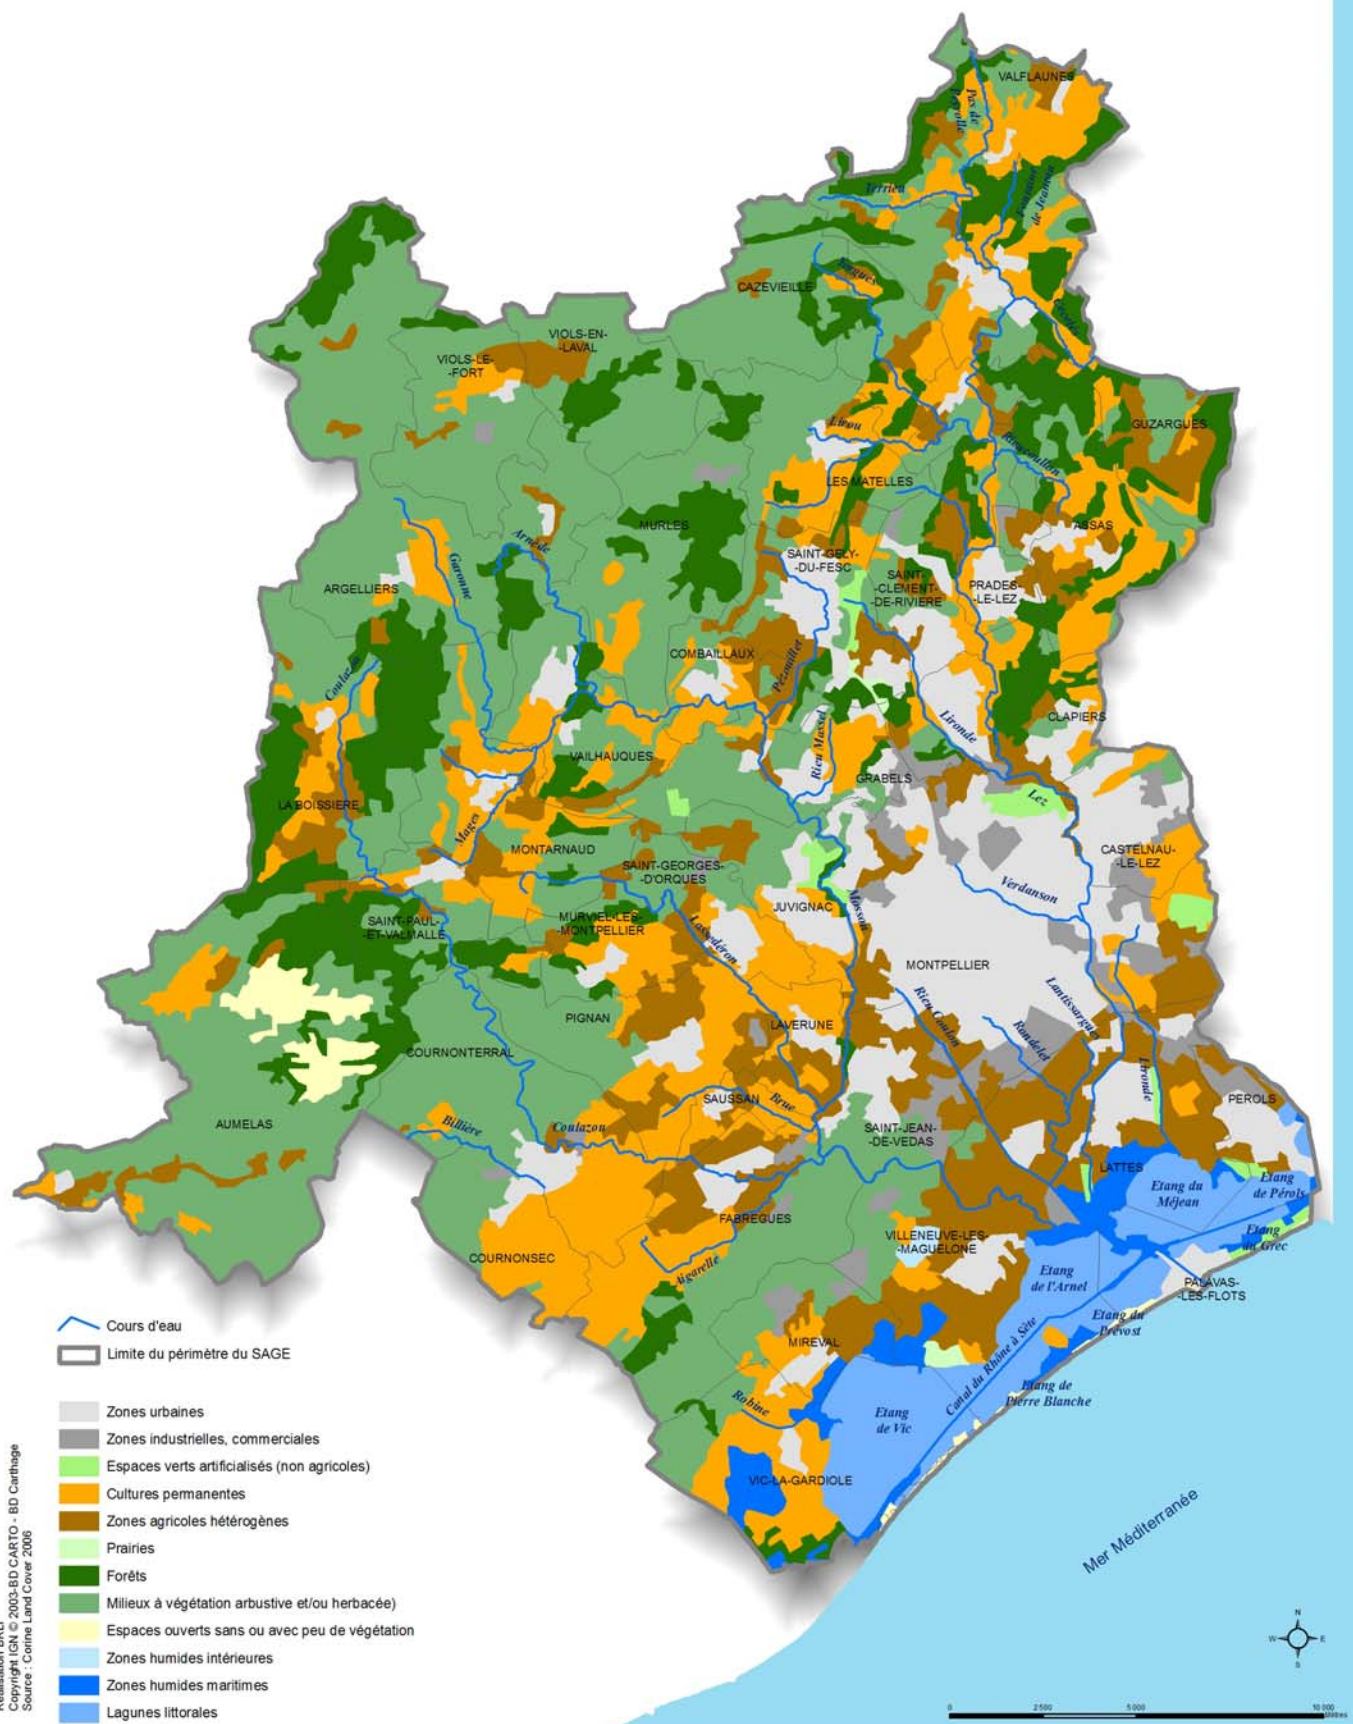 VALFLAUNES
Pas de
Terrieu
Fontaine
de Jeannou
CAZEVIEILLE
Yorgues
VIOLS-EN-
-LAVAL
VIOLS-LE-
-FORT
GUZARGUES
Lirou
LES MATELLES
MURLES
ASSAS
Arnède
SAINT-GELY-
-DU-FESC
Garonne
SAINT-
-CLEMENT-
-DE-RIVIERE
PRADES-
-LE-LEZ
ARGELLIERS
COMBAILLAUX
Pézouillet
Coulazou
CLAPIERS
Lironde
Rieu Massel
VAILHAUQUES
GRABELS
LA BOISSIERE
Lez
Mages
MONTARNAUD
CASTELNAU-
-LE-LEZ
SAINT-GEORGES-
-D'ORQUES
Verdanson
JUVIGNAC
Mosson
SAINT-PAUL-
-ET-VALMALLE
MURVIEL-LES-
-MONTPELLIER
Lassedéron
MONTPELLIER
PIGNAN
Rieu Coulon
Lantissargues
Rondelet
LAVERUNE
COURNONTERRAL
Lironde
SAUSSAN
Brue
PEROLS
AUMELAS
Billière
Coulazou
SAINT-JEAN-
-DE-VEDAS
LATTES
Etang du
Méjean
Etang
de Pérols
FABREGUES
Etang
du Grec
VILLENEUVE-LES-
-MAGUELONE
COURNONSEC
Aigarelle
Etang
de l'Arnel
PALAVAS-
-LES-FLOTS
Etang du
Prévost
MIREVAL
Canal du Rhône à Sète
Etang de
Pierre Blanche
Robine
Etang
de Vic
VIC-LA-GARDIOLE
Mer Méditerranée
Cours d'eau
Limite du périmètre du SAGE
Zones urbaines
Zones industrielles, commerciales
Espaces verts artificialisés (non agricoles)
Cultures permanentes
Zones agricoles hétérogènes
Prairies
Forêts
Milieux à végétation arbustive et/ou herbacée)
Espaces ouverts sans ou avec peu de végétation
Zones humides intérieures
Zones humides maritimes
Lagunes littorales
Copyright IGN © 2003-BD CARTO - BD Carthage
Source : Corine Land Cover 2006
N
W
E
S
0
2 500
5 000
10 000